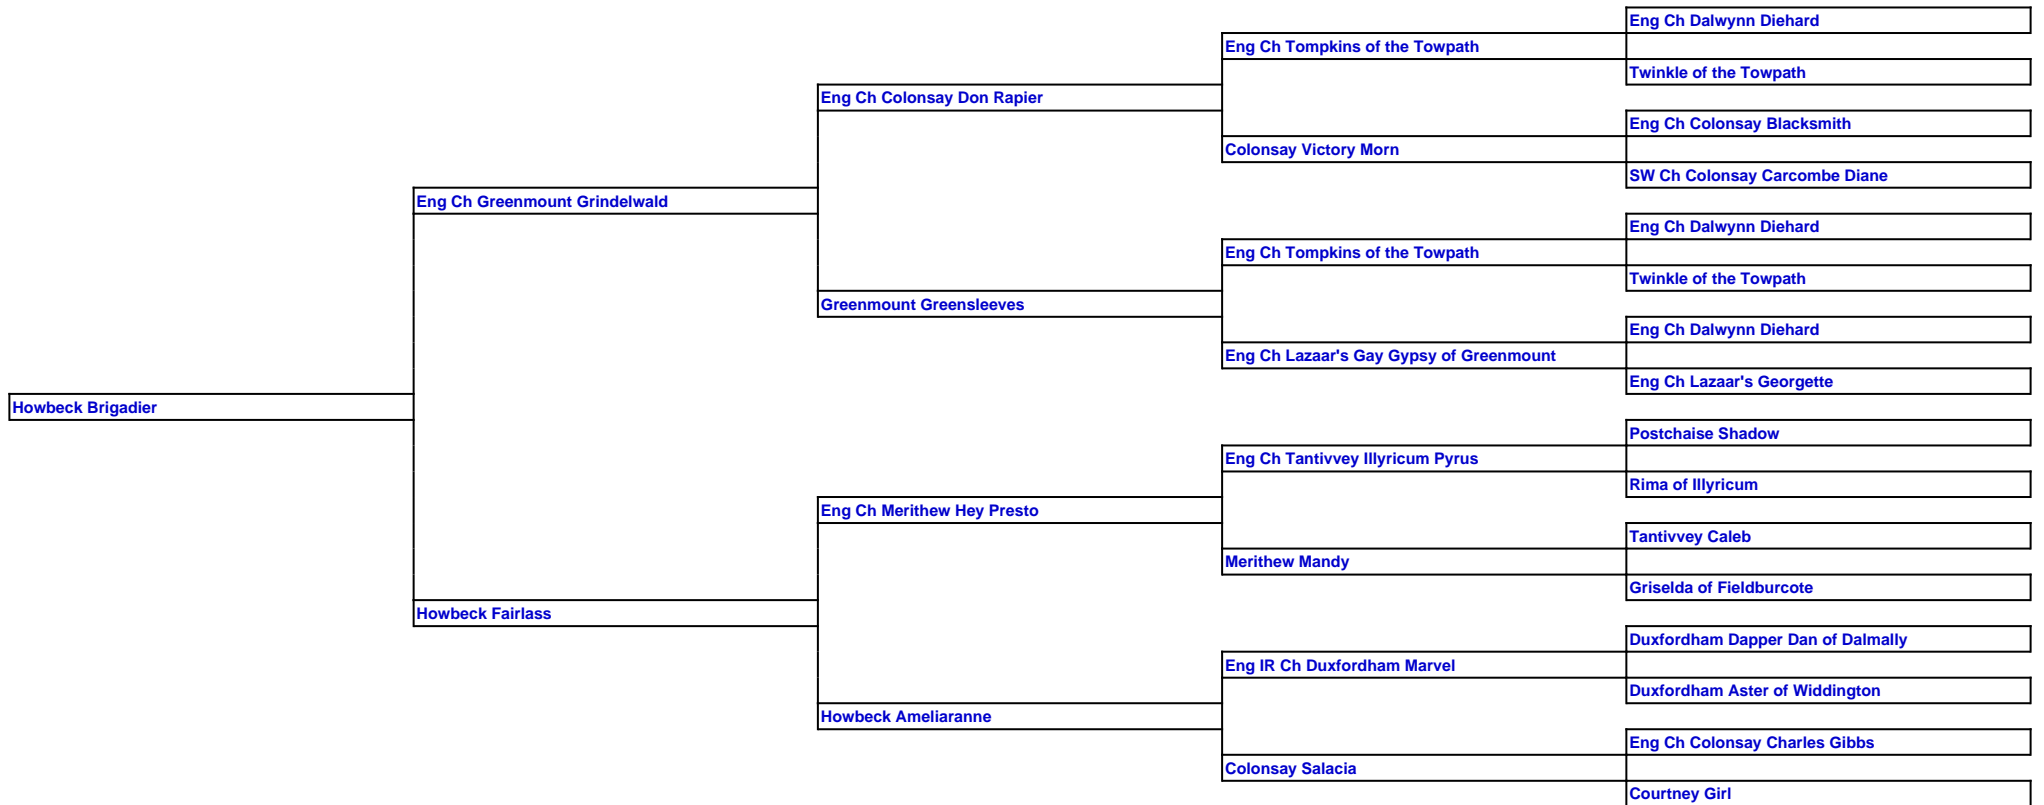 Eng Ch Dalwynn Diehard
Eng Ch Tompkins of the Towpath
Twinkle of the Towpath
Eng Ch Colonsay Don Rapier
Eng Ch Colonsay Blacksmith
Colonsay Victory Morn
SW Ch Colonsay Carcombe Diane
Eng Ch Greenmount Grindelwald
Eng Ch Dalwynn Diehard
Eng Ch Tompkins of the Towpath
Twinkle of the Towpath
Greenmount Greensleeves
Eng Ch Dalwynn Diehard
Eng Ch Lazaar's Gay Gypsy of Greenmount
Eng Ch Lazaar's Georgette
Howbeck Brigadier
Postchaise Shadow
Eng Ch Tantivvey Illyricum Pyrus
Rima of Illyricum
Eng Ch Merithew Hey Presto
Tantivvey Caleb
Merithew Mandy
Griselda of Fieldburcote
Howbeck Fairlass
Duxfordham Dapper Dan of Dalmally
Eng IR Ch Duxfordham Marvel
Duxfordham Aster of Widdington
Howbeck Ameliaranne
Eng Ch Colonsay Charles Gibbs
Colonsay Salacia
Courtney Girl